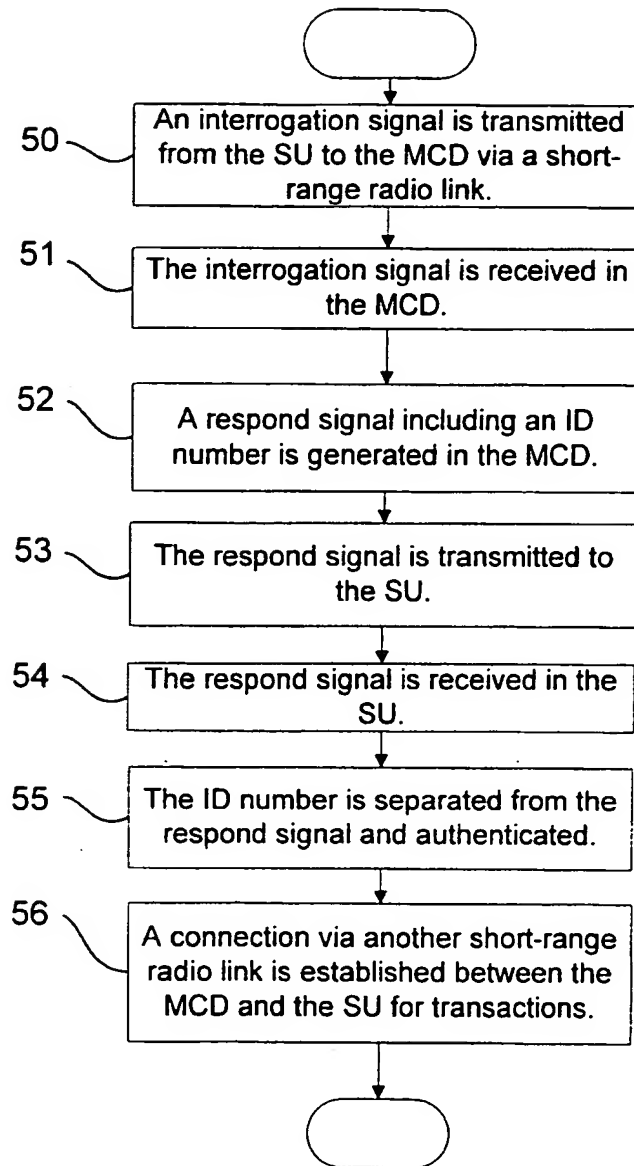 50
An interrogation signal is transmitted
from the SU to the MCD via a short-
range radio link.
51
The interrogation signal is received in
the MCD.
52
A respond signal including an ID
number is generated in the MCD.
53
The respond signal is transmitted to
the SU.
54
The respond signal is received in the
SU.
55
The ID number is separated from the
respond signal and authenticated.
56
A connection via another short-range
radio link is established between the
MCD and the SU for transactions.